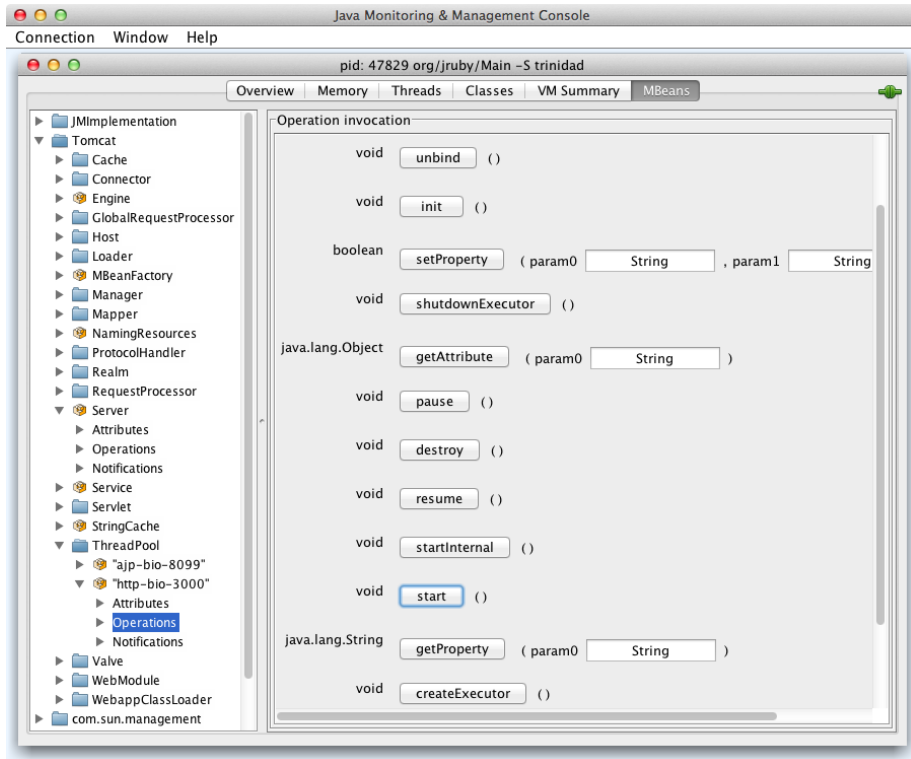 Java Monitoring & Management Console
Connection Window Help
pid: 47829 org/jruby/Main -S trinidad
Overview Memory Threads Classes VM Summary MBeans
JMImplementation
Tomcat
Cache
Connector
Engine
GlobalRequestProcessor
Host
Loader
MBeanFactory
Manager
Mapper
NamingResources
ProtocolHandler
Realm
RequestProcessor
Server
Attributes
Operations
Notifications
Service
Servlet
StringCache
ThreadPool
"ajp-bio-8099"
"http-bio-3000"
Attributes
Operations
Notifications
Valve
WebModule
WebappClassLoader
com.sun.management
Operation invocation
void unbind ()
void init ()
boolean setProperty ( param0 String , param1 String
void shutdownExecutor ()
java.lang.Object getAttribute ( param0 String )
void pause ()
void destroy ()
void resume ()
void startInternal ()
void start ()
java.lang.String getProperty ( param0 String )
void createExecutor ()